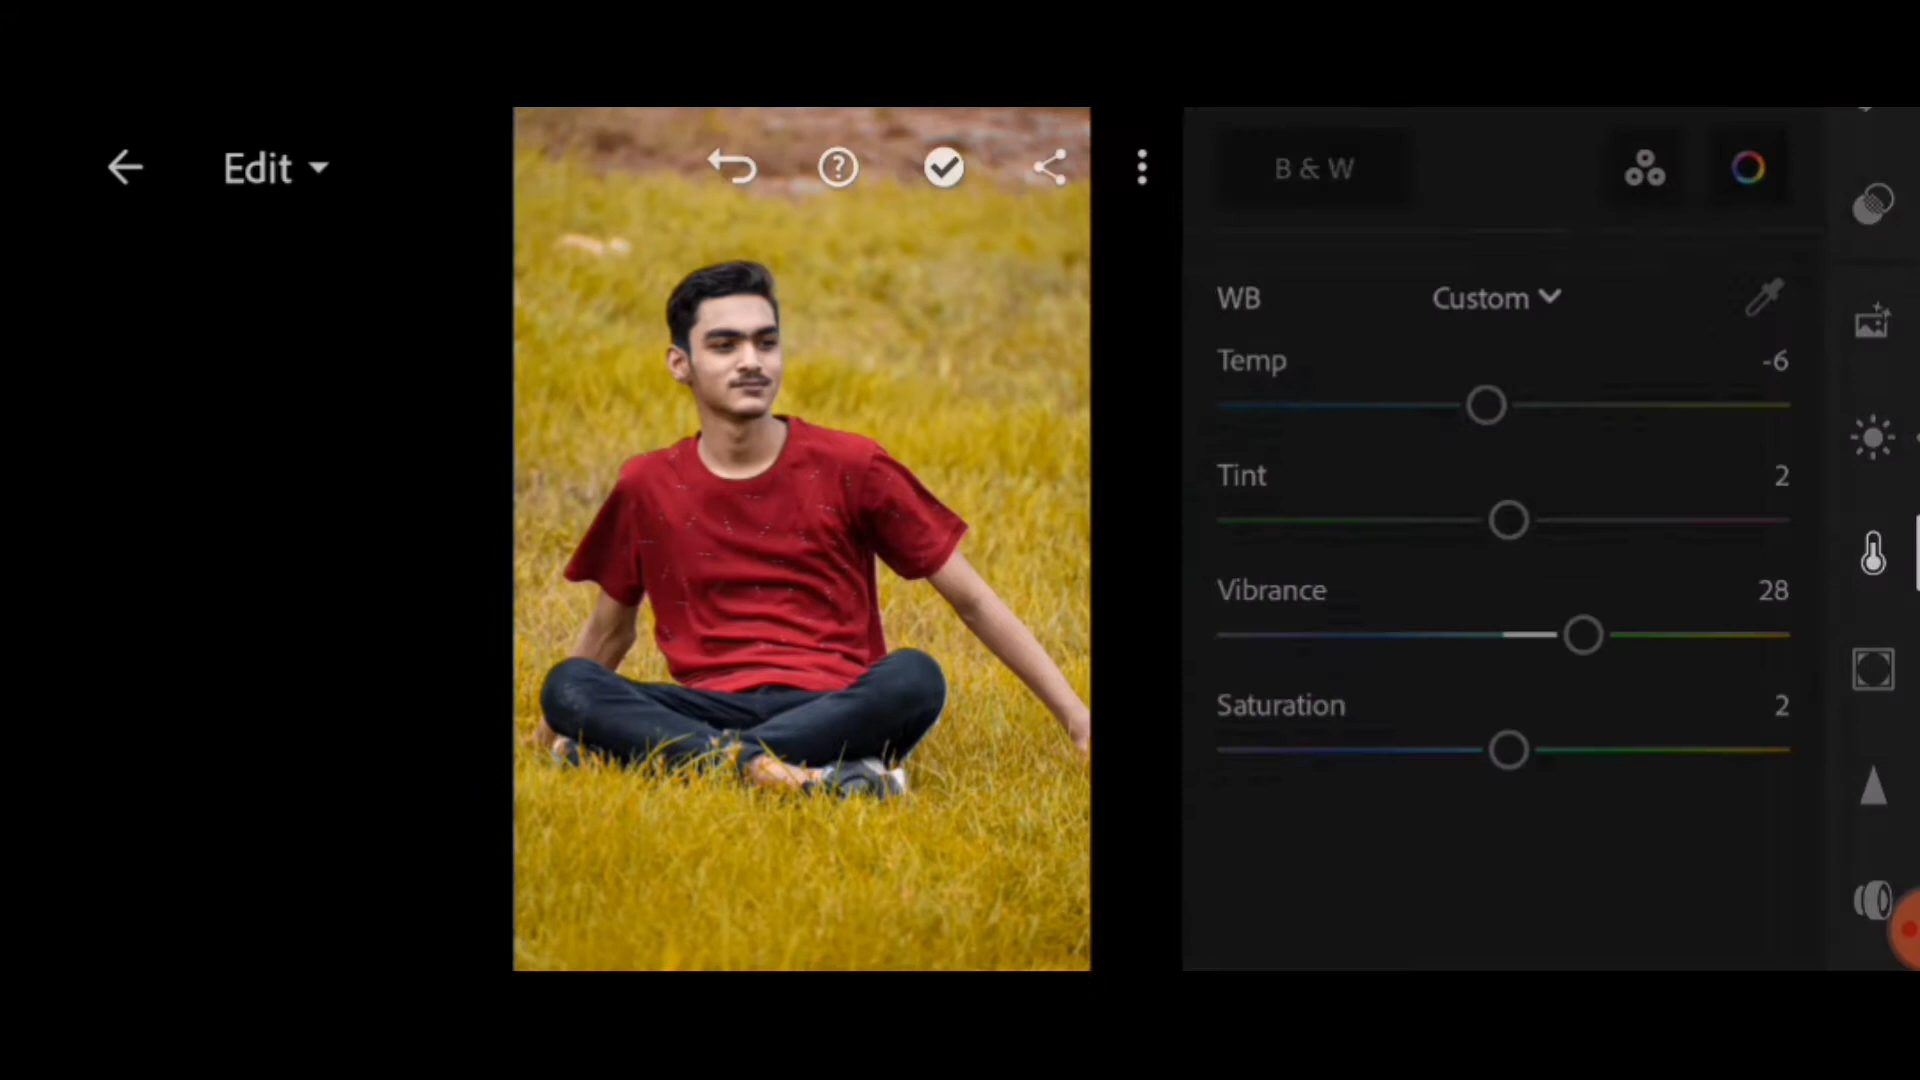 Edit
B & W
WB Custom
Temp -6
Tint 2
Vibrance 28
Saturation 2